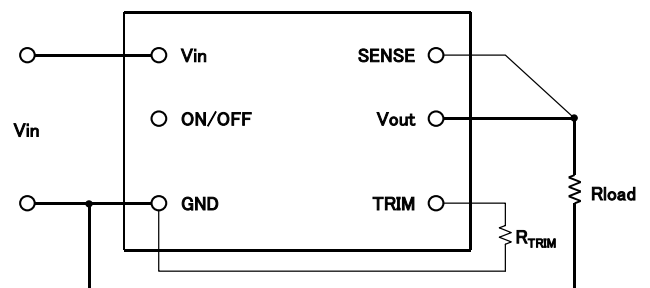 Vin SENSE
ON/OFF Vout
Vin
GND TRIM
Rload
RTRIM